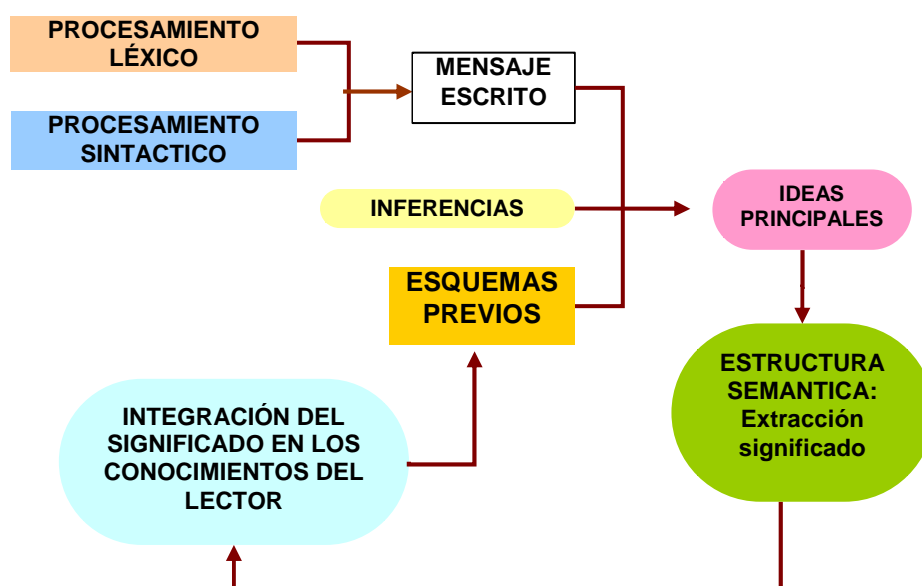 PROCESAMIENTO
LÉXICO
MENSAJE
ESCRITO
PROCESAMIENTO
SINTACTICO
INFERENCIAS
IDEAS
PRINCIPALES
ESQUEMAS
PREVIOS
ESTRUCTURA
SEMANTICA:
Extracción
significado
INTEGRACIÓN DEL
SIGNIFICADO EN LOS
CONOCIMIENTOS DEL
LECTOR